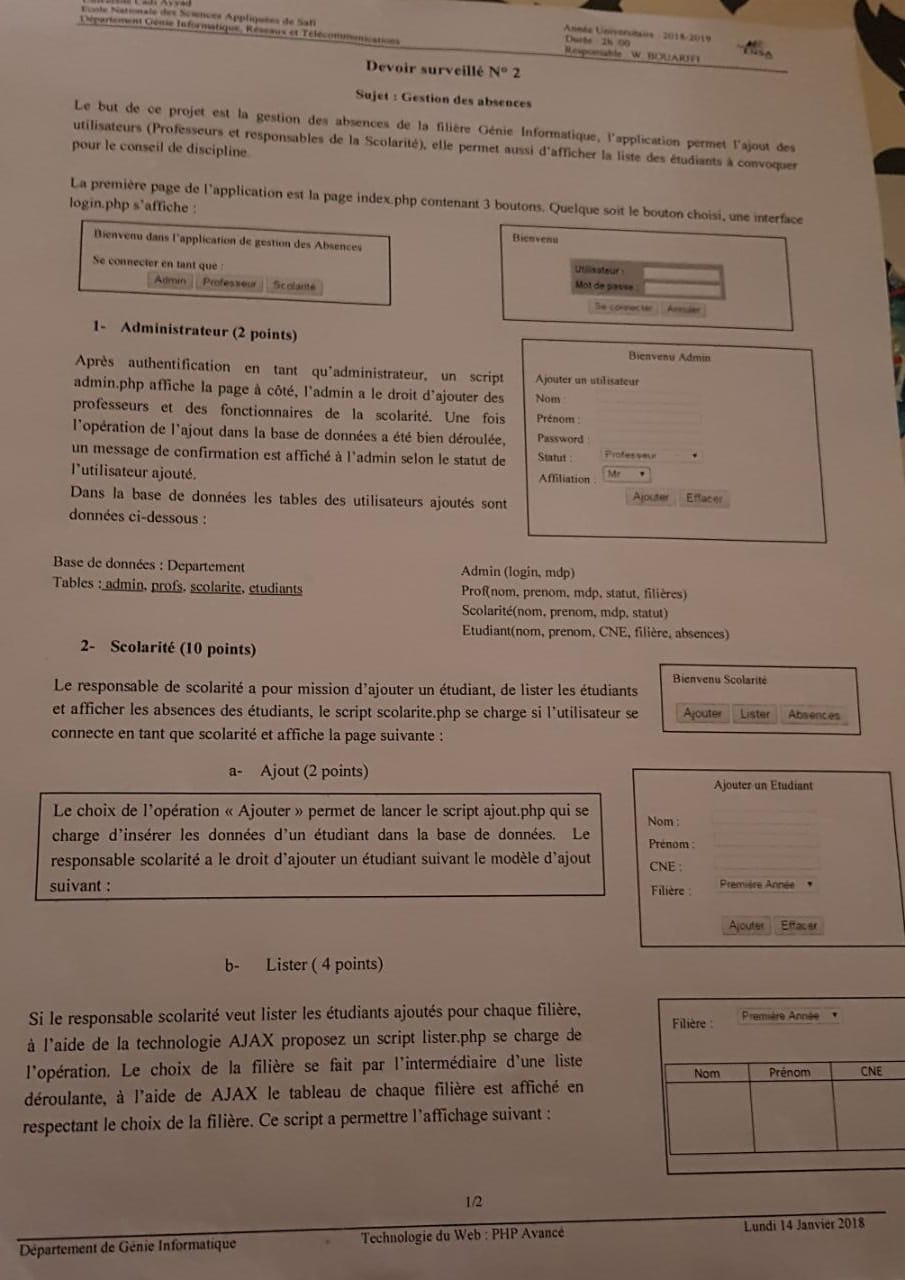 Université Cadi Ayyad
Ecole Nationale des Sciences Appliquées de Safi
Département Génie Informatique, Réseaux et Télécommunications
Année Universitaire : 2018-2019
Durée : 2h 00
Responsable : W. BOUARIFI
ENSA
Devoir surveillé N° 2
Sujet : Gestion des absences
Le but de ce projet est la gestion des absences de la filière Génie Informatique, l'application permet l'ajout des
utilisateurs (Professeurs et responsables de la Scolarité), elle permet aussi d'afficher la liste des étudiants à convoquer
pour le conseil de discipline.
La première page de l'application est la page index.php contenant 3 boutons. Quelque soit le bouton choisi, une interface
login.php s'affiche :
Bienvenu dans l'application de gestion des Absences
Se connecter en tant que :
Admin Professeur Scolarité
Bienvenu
Utilisateur :
Mot de passe :
Se connecter Annuler
1- Administrateur (2 points)
Après authentification en tant qu'administrateur, un script
admin.php affiche la page à côté, l'admin a le droit d'ajouter des
professeurs et des fonctionnaires de la scolarité. Une fois
l'opération de l'ajout dans la base de données a été bien déroulée,
un message de confirmation est affiché à l'admin selon le statut de
l'utilisateur ajouté.
Dans la base de données les tables des utilisateurs ajoutés sont
données ci-dessous :
Bienvenu Admin
Ajouter un utilisateur
Nom :
Prénom :
Password :
Statut : Professeur
Affiliation : Mr
Ajouter Effacer
Base de données : Departement
Tables : admin, profs, scolarite, etudiants
Admin (login, mdp)
Prof(nom, prenom, mdp, statut, filières)
Scolarité(nom, prenom, mdp, statut)
Etudiant(nom, prenom, CNE, filière, absences)
2- Scolarité (10 points)
Le responsable de scolarité a pour mission d'ajouter un étudiant, de lister les étudiants
et afficher les absences des étudiants, le script scolarite.php se charge si l'utilisateur se
connecte en tant que scolarité et affiche la page suivante :
Bienvenu Scolarité
Ajouter Lister Absences
a- Ajout (2 points)
Le choix de l'opération « Ajouter » permet de lancer le script ajout.php qui se
charge d'insérer les données d'un étudiant dans la base de données. Le
responsable scolarité a le droit d'ajouter un étudiant suivant le modèle d'ajout
suivant :
Ajouter un Etudiant
Nom :
Prénom :
CNE :
Filière : Première Année
Ajouter Effacer
b- Lister ( 4 points)
Si le responsable scolarité veut lister les étudiants ajoutés pour chaque filière,
à l'aide de la technologie AJAX proposez un script lister.php se charge de
l'opération. Le choix de la filière se fait par l'intermédiaire d'une liste
déroulante, à l'aide de AJAX le tableau de chaque filière est affiché en
respectant le choix de la filière. Ce script a permettre l'affichage suivant :
Filière : Première Année
Nom Prénom CNE
1/2
Département de Génie Informatique
Technologie du Web : PHP Avancé
Lundi 14 Janvier 2018